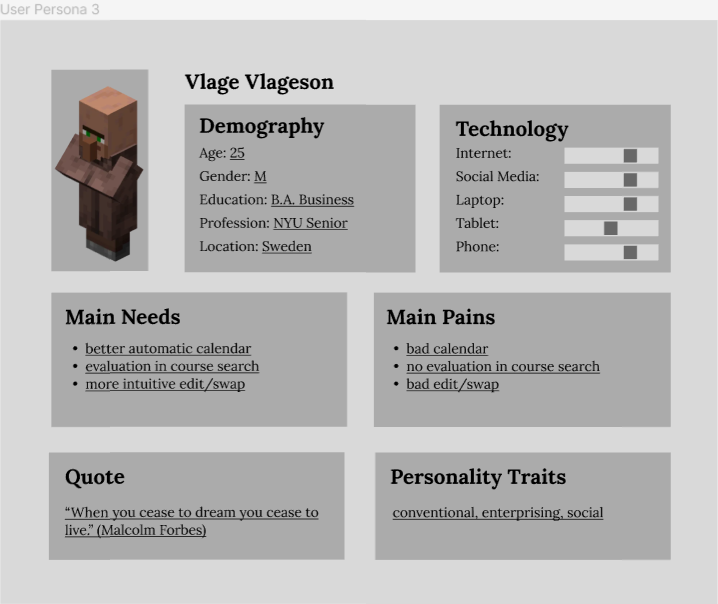 User Persona 3
Vlage Vlageson
Demography
Age: 25
Gender: M
Education: B.A. Business
Profession: NYU Senior
Location: Sweden
Technology
Internet:
Social Media:
Laptop:
Tablet:
Phone:
Main Needs
• better automatic calendar
• evaluation in course search
• more intuitive edit/swap
Main Pains
• bad calendar
• no evaluation in course search
• bad edit/swap
Quote
“When you cease to dream you cease to
live.” (Malcolm Forbes)
Personality Traits
conventional, enterprising, social